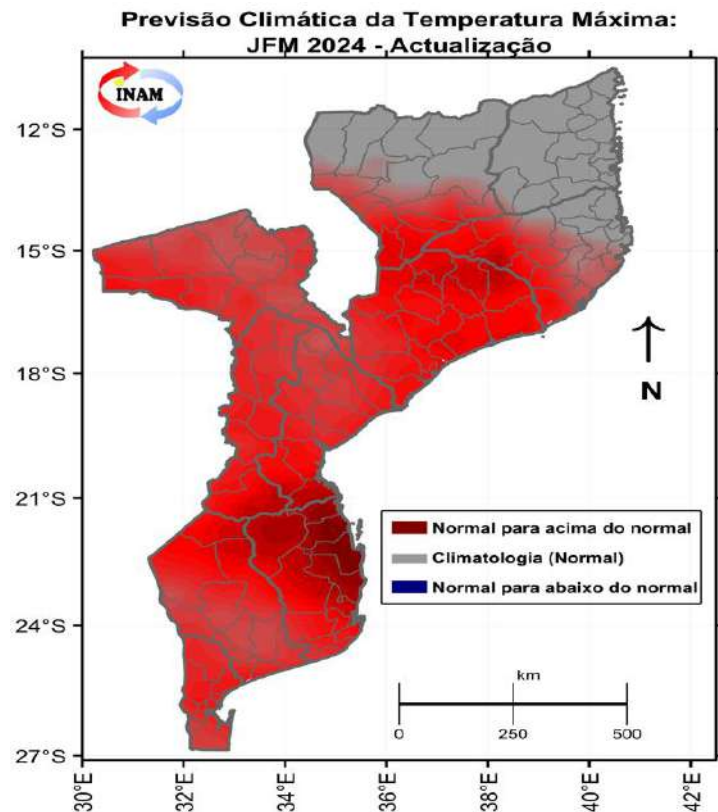 Previsão Climática da Temperatura Máxima:
JFM 2024 - Actualização
INAM
12°S
15°S
18°S
21°S
24°S
27°S
N
Normal para acima do normal
Climatologia (Normal)
Normal para abaixo do normal
km
0 250 500
30°E 32°E 34°E 36°E 38°E 40°E 42°E